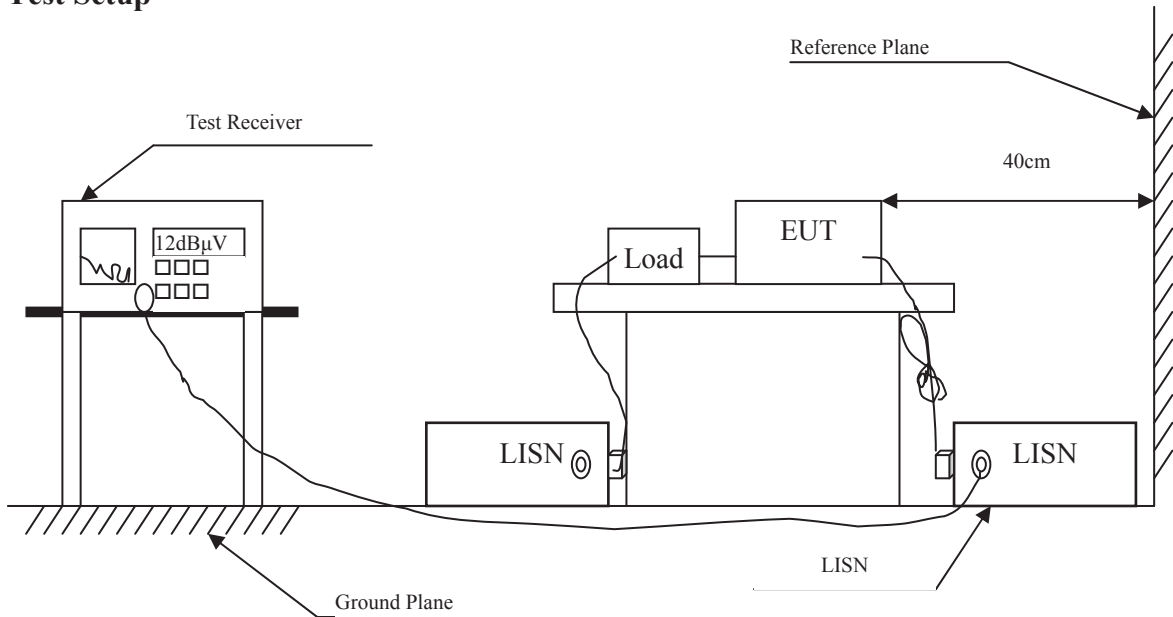 Test Setup
Reference Plane
Test Receiver
40cm
12dBµV
Load
EUT
LISN
LISN
LISN
Ground Plane